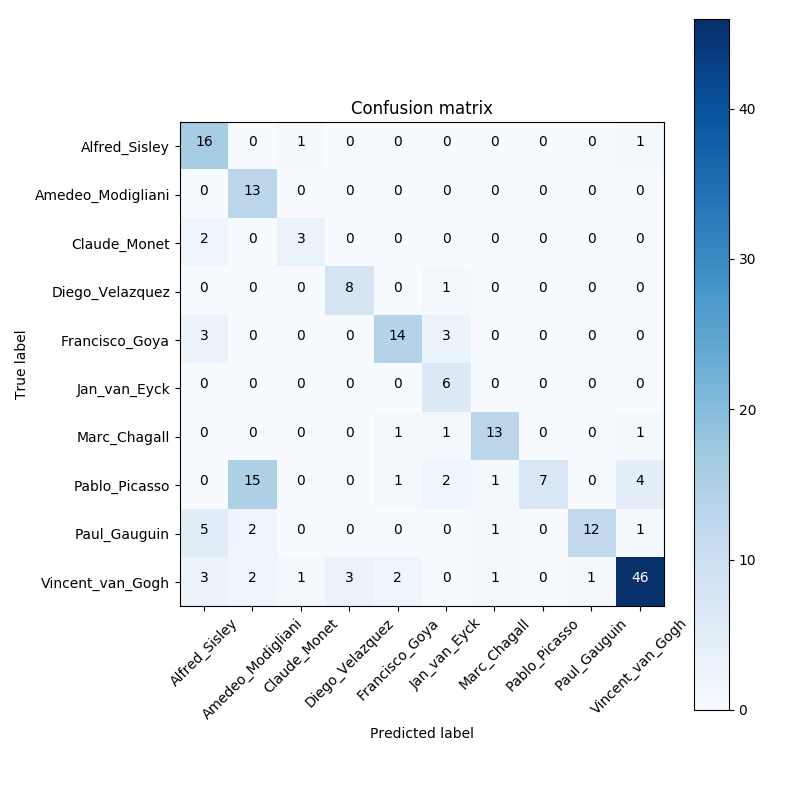 Confusion matrix
Alfred_Sisley 16 0 1 0 0 0 0 0 0 1
Amedeo_Modigliani 0 13 0 0 0 0 0 0 0 0
Claude_Monet 2 0 3 0 0 0 0 0 0 0
Diego_Velazquez 0 0 0 8 0 1 0 0 0 0
Francisco_Goya 3 0 0 0 14 3 0 0 0 0
Jan_van_Eyck 0 0 0 0 0 6 0 0 0 0
Marc_Chagall 0 0 0 0 1 1 13 0 0 1
Pablo_Picasso 0 15 0 0 1 2 1 7 0 4
Paul_Gauguin 5 2 0 0 0 0 1 0 12 1
Vincent_van_Gogh 3 2 1 3 2 0 1 0 1 46
True label
Alfred_Sisley
Amedeo_Modigliani
Claude_Monet
Diego_Velazquez
Francisco_Goya
Jan_van_Eyck
Marc_Chagall
Pablo_Picasso
Paul_Gauguin
Vincent_van_Gogh
Predicted label
40
30
20
10
0